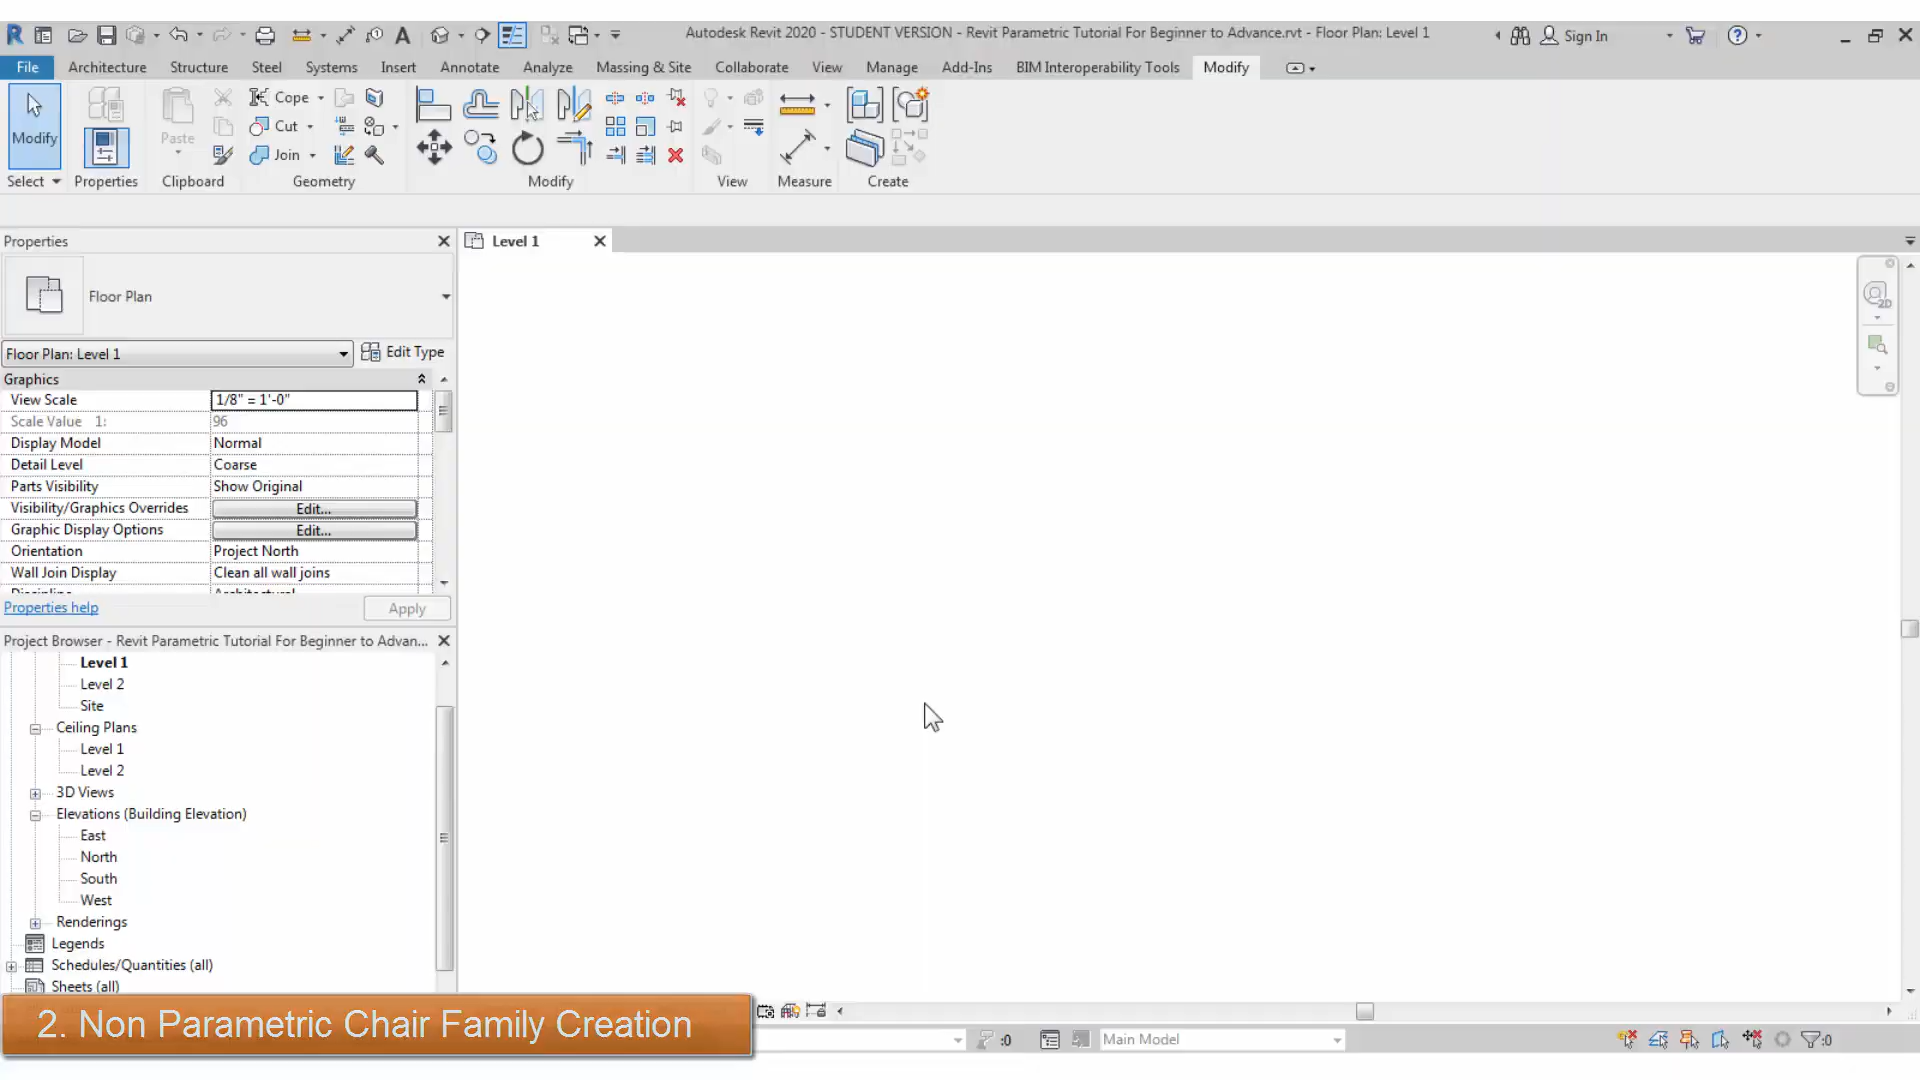 Autodesk Revit 2020 - STUDENT VERSION - Revit Parametric Tutorial For Beginner to Advance.rvt - Floor Plan: Level 1
Sign In
File Architecture Structure Steel Systems Insert Annotate Analyze Massing & Site Collaborate View Manage Add-Ins BIM Interoperability Tools Modify
Modify
Paste
Cope
Cut
Join
Select Properties Clipboard Geometry Modify View Measure Create
Properties
Level 1
2D
Floor Plan
Floor Plan: Level 1
Edit Type
Graphics
View Scale 1/8" = 1'-0"
Scale Value 1: 96
Display Model Normal
Detail Level Coarse
Parts Visibility Show Original
Visibility/Graphics Overrides Edit...
Graphic Display Options Edit...
Orientation Project North
Wall Join Display Clean all wall joins
Discipline Architectural
Properties help
Apply
Project Browser - Revit Parametric Tutorial For Beginner to Advan...
Level 1
Level 2
Site
Ceiling Plans
Level 1
Level 2
3D Views
Elevations (Building Elevation)
East
North
South
West
Renderings
Legends
Schedules/Quantities (all)
Sheets (all)
2. Non Parametric Chair Family Creation
:0
Main Model
:0